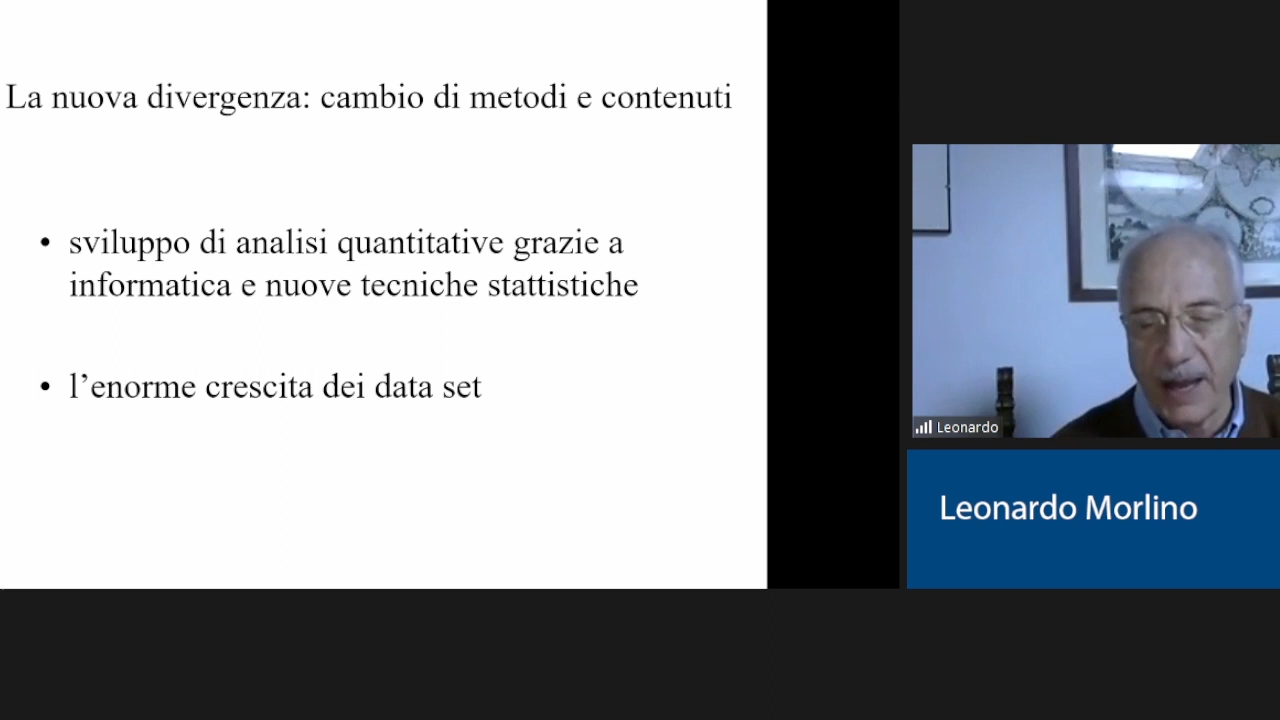 La nuova divergenza: cambio di metodi e contenuti
• sviluppo di analisi quantitative grazie a
informatica e nuove tecniche stattistiche
• l’enorme crescita dei data set
Leonardo
Leonardo Morlino